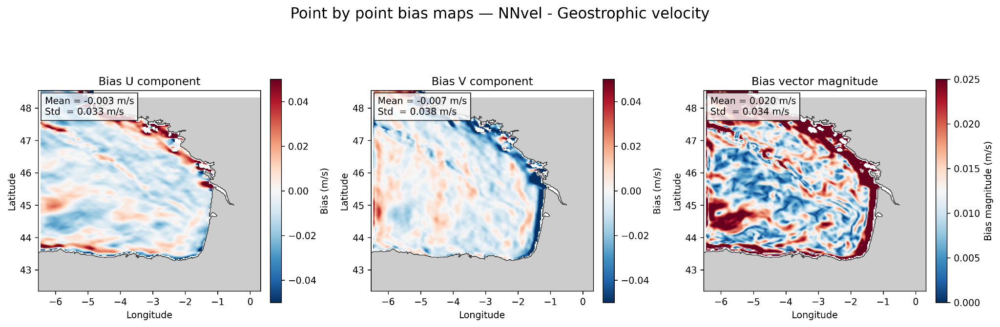 Point by point bias maps — NNvel - Geostrophic velocity
Bias U component
Mean = -0.003 m/s
Std = 0.033 m/s
48
47
46
45
44
43
Latitude
−6
−5
−4
−3
−2
−1
0
Longitude
0.04
0.02
0.00
−0.02
−0.04
Bias (m/s)
Bias V component
Mean = -0.007 m/s
Std = 0.038 m/s
48
47
46
45
44
43
Latitude
−6
−5
−4
−3
−2
−1
0
Longitude
0.04
0.02
0.00
−0.02
−0.04
Bias (m/s)
Bias vector magnitude
Mean = 0.020 m/s
Std = 0.034 m/s
48
47
46
45
44
43
Latitude
−6
−5
−4
−3
−2
−1
0
Longitude
0.025
0.020
0.015
0.010
0.005
0.000
Bias magnitude (m/s)